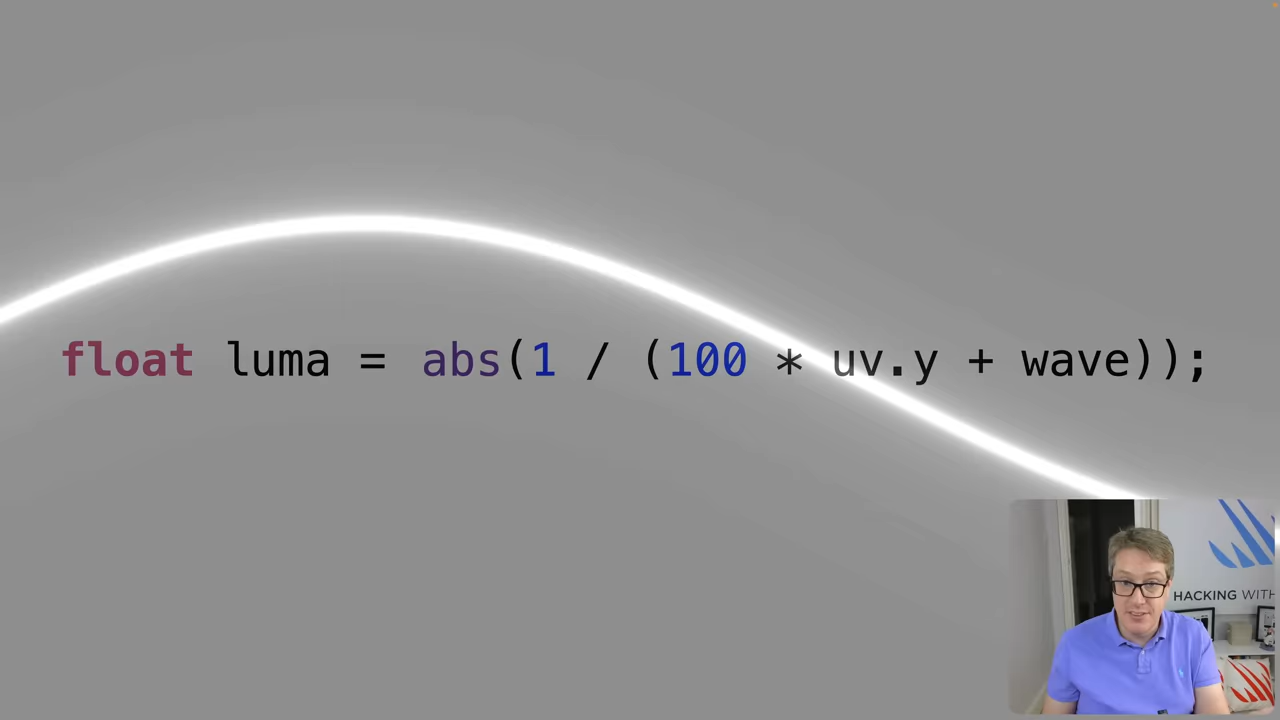 float luma = abs(1 / (100 * uv.y + wave));
HACKING WITH